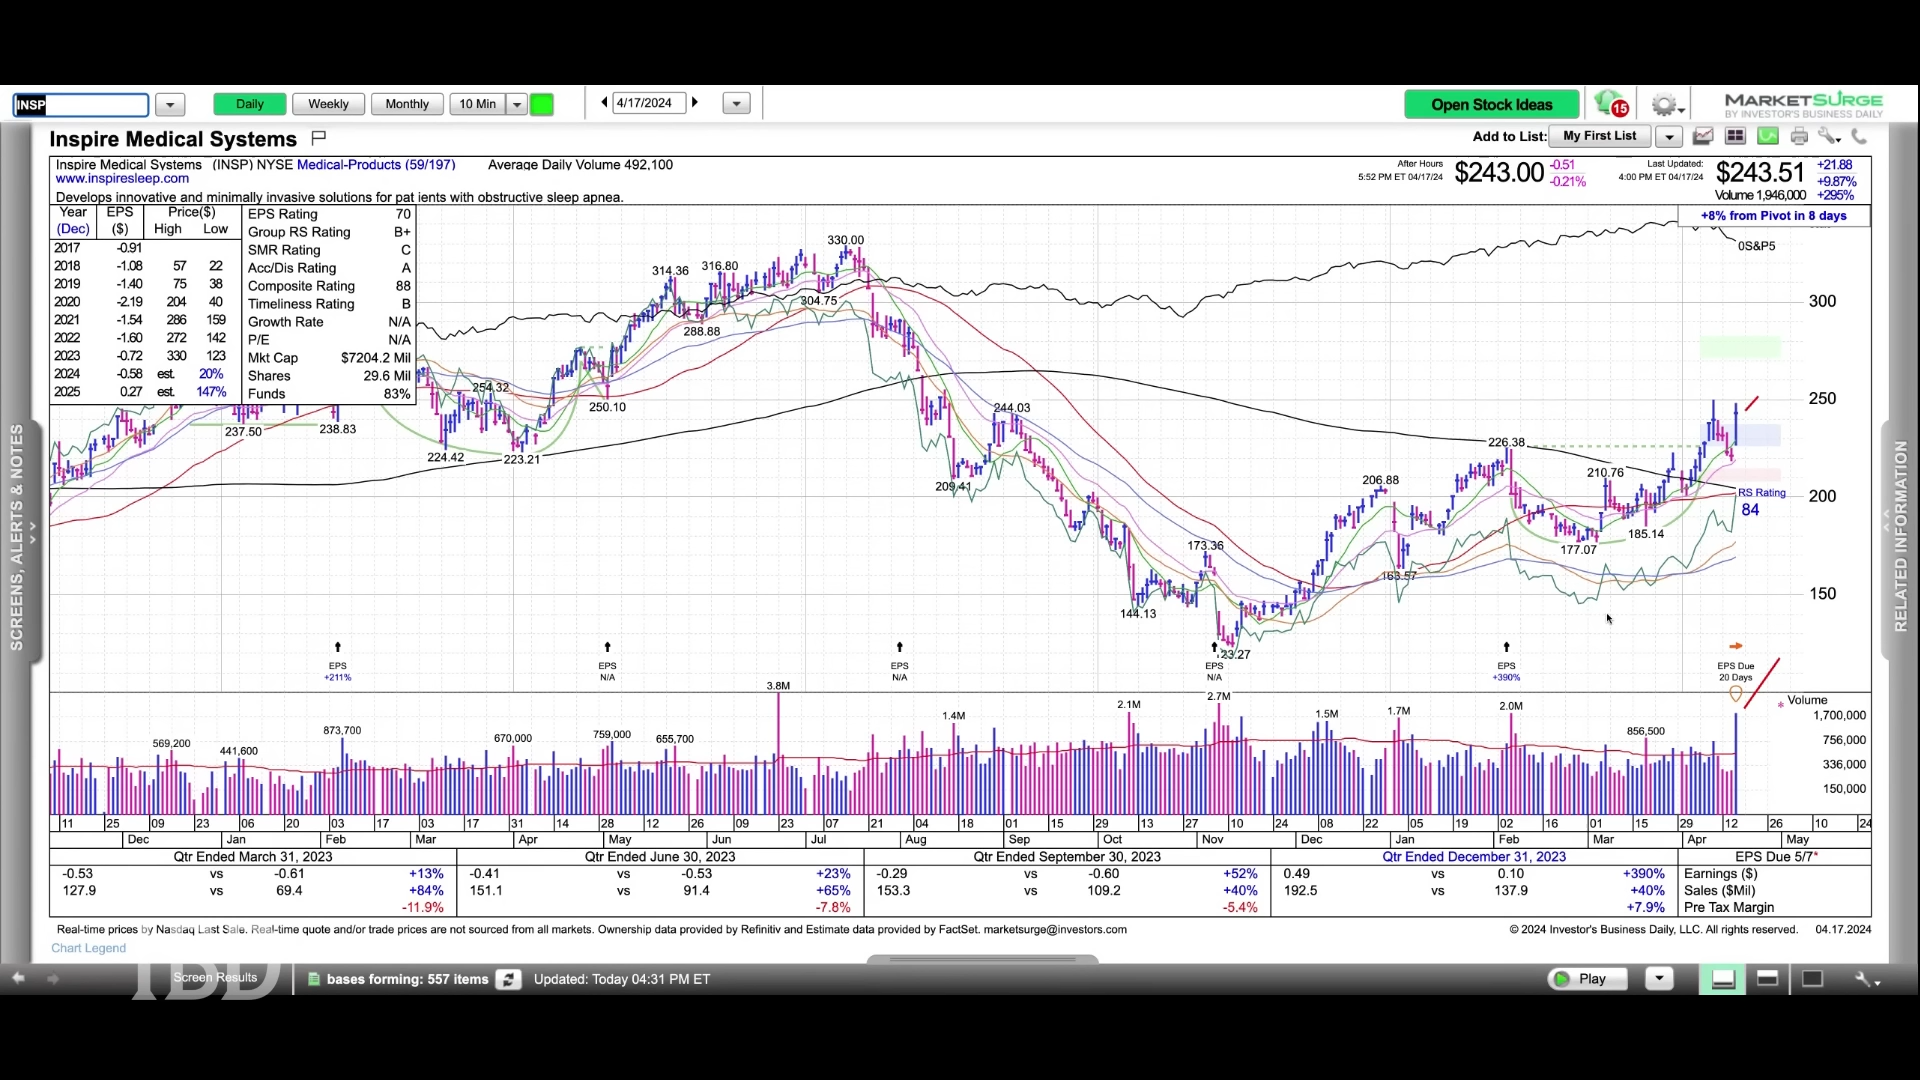 INSP
Daily
Weekly
Monthly
10 Min
4/17/2024
Open Stock Ideas
15
MARKETSURGE
BY INVESTOR'S BUSINESS DAILY
Inspire Medical Systems
Add to List:
My First List
Inspire Medical Systems (INSP) NYSE Medical-Products (59/197) Average Daily Volume 492,100
www.inspiresleep.com
Develops innovative and minimally invasive solutions for pat ients with obstructive sleep apnea.
After Hours
5:52 PM ET 04/17/24
$243.00
-0.51
-0.21%
Last Updated:
4:00 PM ET 04/17/24
$243.51
+21.88
+9.87%
Volume 1,946,000 +295%
+8% from Pivot in 8 days
Year EPS Price($)
(Dec) ($) High Low
2017 -0.91
2018 -1.08 57 22
2019 -1.40 75 38
2020 -2.19 204 40
2021 -1.54 286 159
2022 -1.60 272 142
2023 -0.72 330 123
2024 -0.58 est. 20%
2025 0.27 est. 147%
EPS Rating 70
Group RS Rating B+
SMR Rating C
Acc/Dis Rating A
Composite Rating 88
Timeliness Rating B
Growth Rate N/A
P/E N/A
Mkt Cap $7204.2 Mil
Shares 29.6 Mil
Funds 83%
0S&P5
330.00
314.36
316.80
304.75
288.88
254.32
250.10
237.50
238.83
224.42
223.21
244.03
209.41
173.36
144.13
23.27
206.88
163.57
226.38
210.76
177.07
185.14
300
250
200
150
RS Rating
84
EPS
+211%
EPS
N/A
EPS
N/A
EPS
N/A
EPS
+390%
EPS Due
20 Days
Volume
1,700,000
756,000
336,000
150,000
569,200
441,600
873,700
670,000
759,000
655,700
3.8M
1.4M
2.1M
2.7M
1.5M
1.7M
2.0M
856,500
11 25 09 23 06 20 03 17 03 17 31 14 28 12 26 09 23 07 21 04 18 01 15 29 13 27 10 24 08 22 05 19 02 16 01 15 29 12 26 10 24
Dec Jan Feb Mar Apr May Jun Jul Aug Sep Oct Nov Dec Jan Feb Mar Apr May
Qtr Ended March 31, 2023 Qtr Ended June 30, 2023 Qtr Ended September 30, 2023 Qtr Ended December 31, 2023 EPS Due 5/7*
-0.53 vs -0.61 +13% -0.41 vs -0.53 +23% -0.29 vs -0.60 +52% 0.49 vs 0.10 +390% Earnings ($)
127.9 vs 69.4 +84% 151.1 vs 91.4 +65% 153.3 vs 109.2 +40% 192.5 vs 137.9 +40% Sales ($Mil)
-11.9% -7.8% -5.4% +7.9% Pre Tax Margin
Real-time prices by Nasdaq Last Sale. Real-time quote and/or trade prices are not sourced from all markets. Ownership data provided by Refinitiv and Estimate data provided by FactSet. marketsurge@investors.com
© 2024 Investor's Business Daily, LLC. All rights reserved. 04.17.2024
Chart Legend
IBD
Screen Results
bases forming: 557 items
Updated: Today 04:31 PM ET
Play
SCREENS, ALERTS & NOTES
RELATED INFORMATION